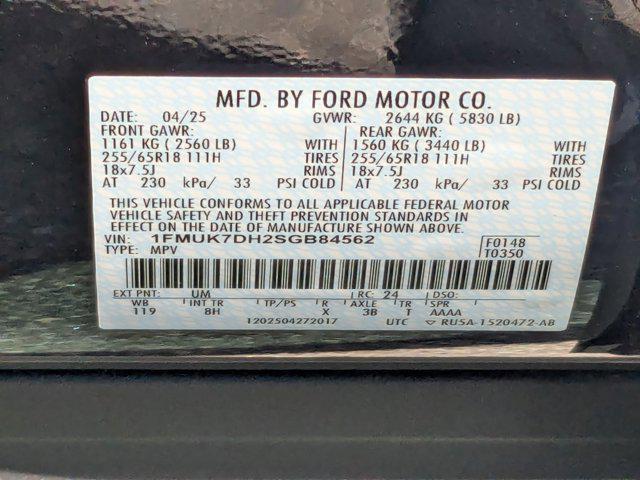 MFD. BY FORD MOTOR CO.
DATE: 04/25 GVWR: 2644 KG ( 5830 LB)
FRONT GAWR: REAR GAWR:
1161 KG ( 2560 LB) WITH 1560 KG ( 3440 LB) WITH
255/65R18 111H TIRES 255/65R18 111H TIRES
18x7.5J RIMS 18x7.5J RIMS
AT 230 kPa/ 33 PSI COLD AT 230 kPa/ 33 PSI COLD
THIS VEHICLE CONFORMS TO ALL APPLICABLE FEDERAL MOTOR
VEHICLE SAFETY AND THEFT PREVENTION STANDARDS IN
EFFECT ON THE DATE OF MANUFACTURE SHOWN ABOVE.
VIN: 1FMUK7DH2SGB84562 F0148
TYPE: MPV T0350
EXT PNT: UM RC: 24 DSO:
WB INT TR TP/PS R AXLE TR SPR
119 8H X 3B T AAAA
1202504272017 UTC RU5A-1520472-AB